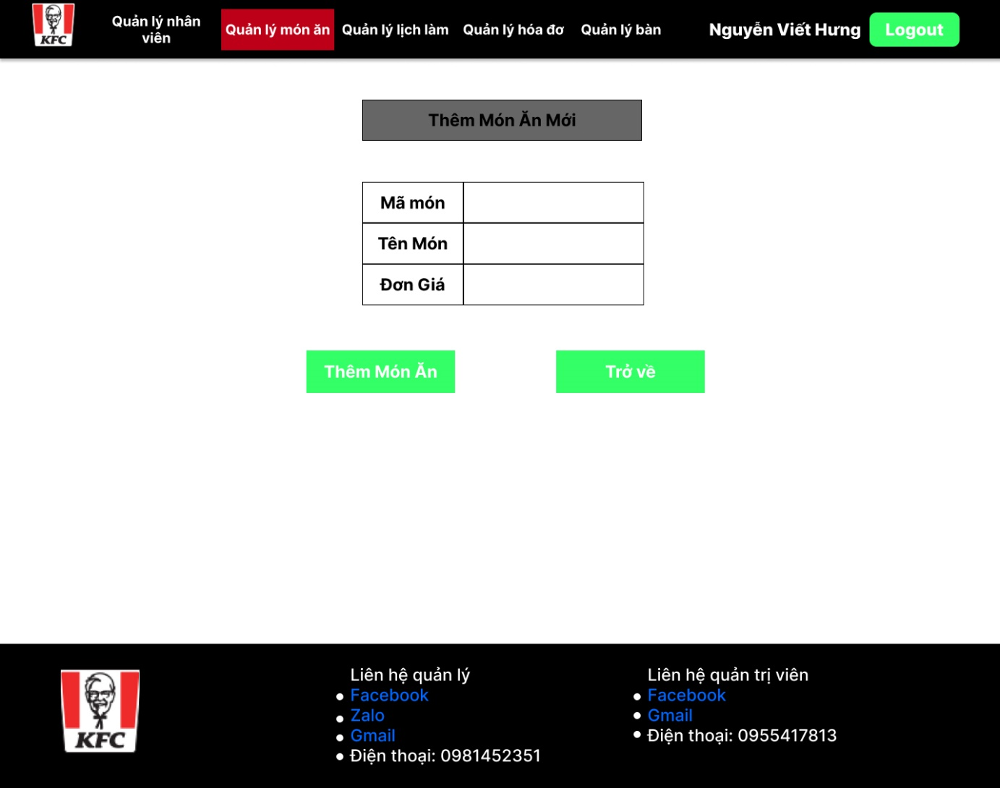 KFC
Quản lý nhân
viên
Quản lý món ăn
Quản lý lịch làm
Quản lý hóa đơ
Quản lý bàn
Nguyễn Viết Hưng
Logout
Thêm Món Ăn Mới
Mã món
Tên Món
Đơn Giá
Thêm Món Ăn
Trở về
KFC
Liên hệ quản lý
Facebook
Zalo
Gmail
Điện thoại: 0981452351
Liên hệ quản trị viên
Facebook
Gmail
Điện thoại: 0955417813